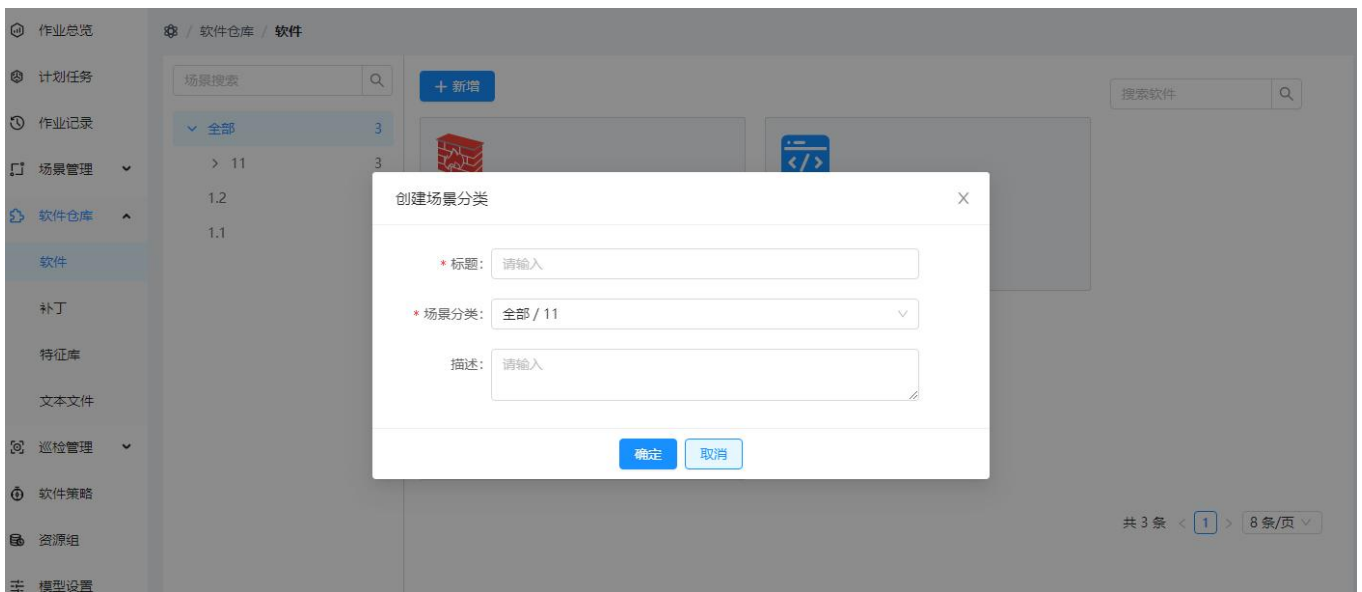 作业总览
计划任务
作业记录
场景管理
软件仓库
软件
补丁
特征库
文本文件
巡检管理
软件策略
资源组
模型设置
/ 软件仓库 / 软件
场景搜索
全部 3
11 3
1.2
1.1
+ 新增
搜索软件
创建场景分类
* 标题: 请输入
* 场景分类: 全部 / 11
描述: 请输入
确定 取消
共 3 条 < 1 > 8 条/页